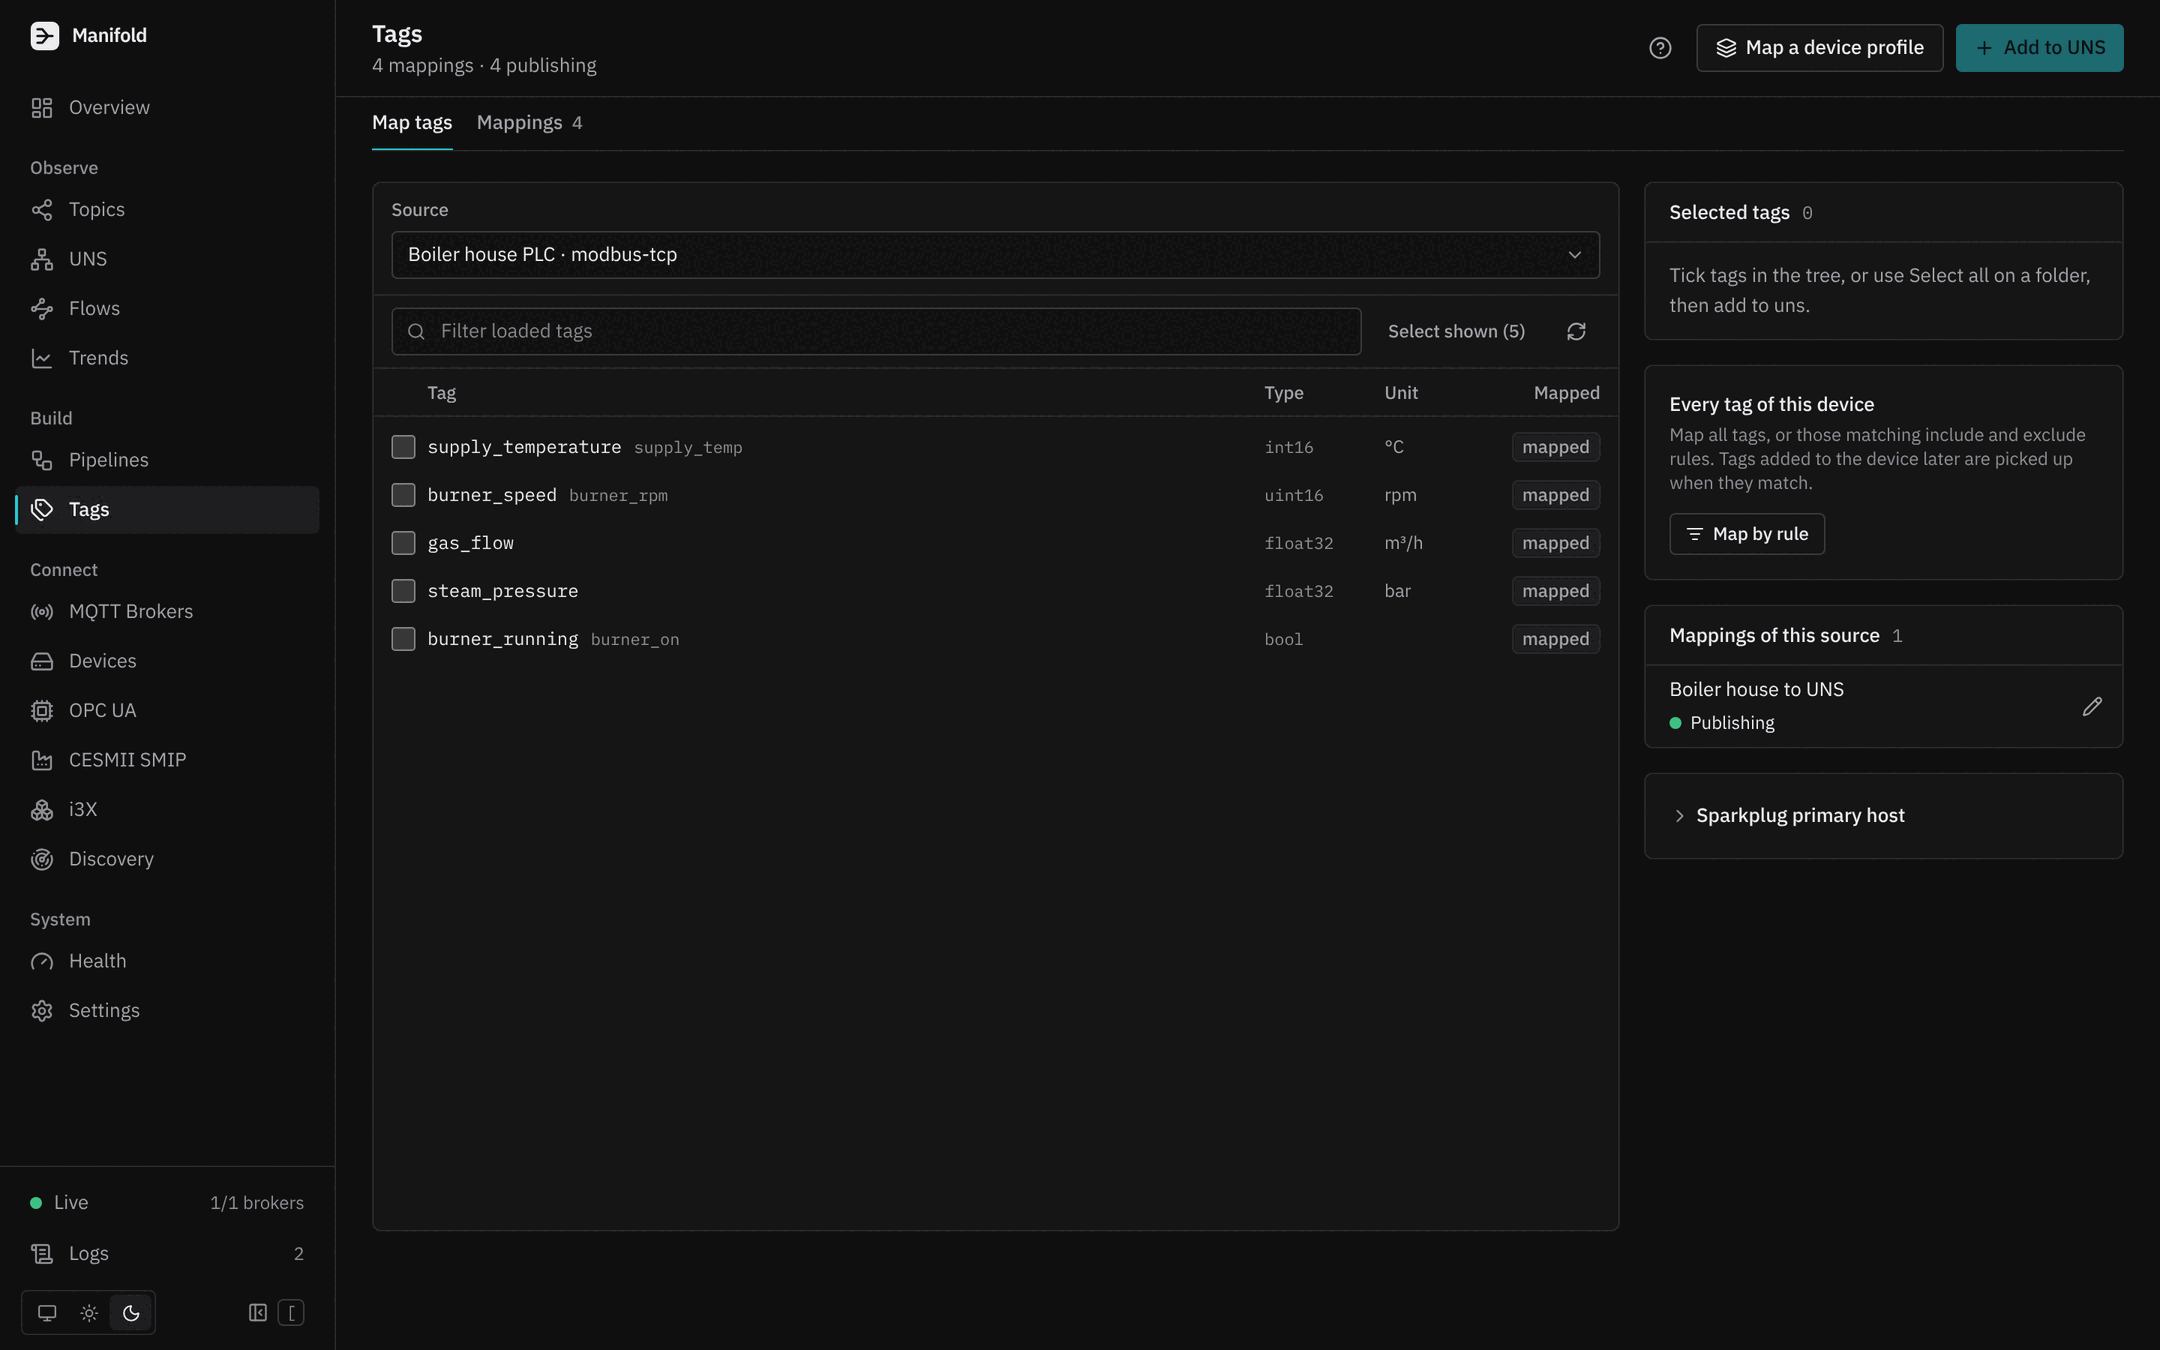 Manifold
Overview
Observe
Topics
UNS
Flows
Trends
Build
Pipelines
Tags
Connect
MQTT Brokers
Devices
OPC UA
CESMII SMIP
i3X
Discovery
System
Health
Settings
Live 1/1 brokers
Logs 2
[
Tags
4 mappings · 4 publishing
Map a device profile
Add to UNS
Map tags Mappings 4
Source
Boiler house PLC · modbus-tcp
Filter loaded tags Select shown (5)
Tag Type Unit Mapped
supply_temperature supply_temp int16 °C mapped
burner_speed burner_rpm uint16 rpm mapped
gas_flow float32 m³/h mapped
steam_pressure float32 bar mapped
burner_running burner_on bool mapped
Selected tags 0
Tick tags in the tree, or use Select all on a folder,
then add to uns.
Every tag of this device
Map all tags, or those matching include and exclude
rules. Tags added to the device later are picked up
when they match.
Map by rule
Mappings of this source 1
Boiler house to UNS
Publishing
Sparkplug primary host